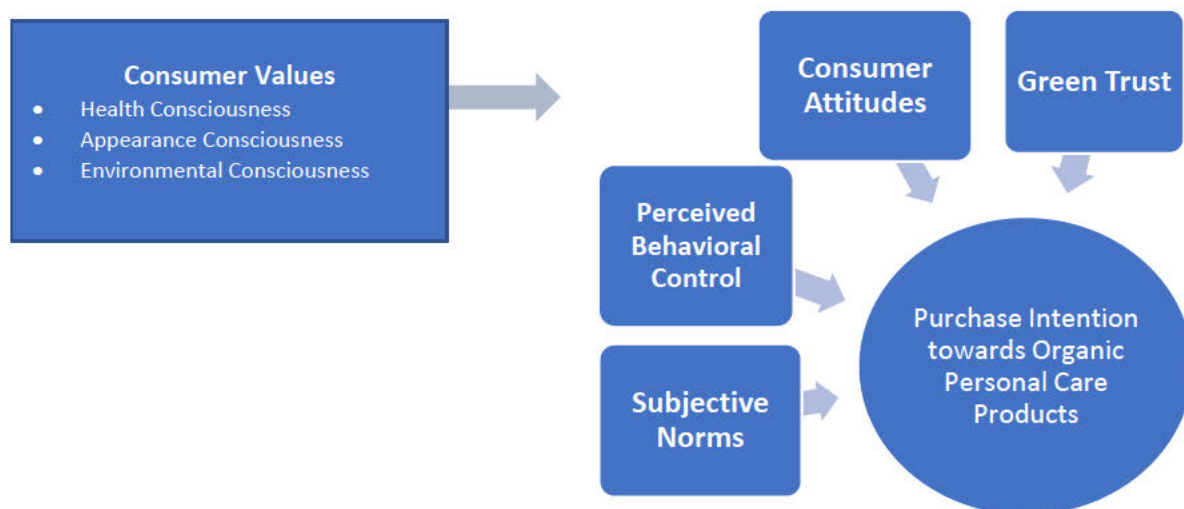 Consumer Values
• Health Consciousness
• Appearance Consciousness
• Environmental Consciousness
Consumer
Attitudes
Green Trust
Perceived
Behavioral
Control
Subjective
Norms
Purchase Intention
towards Organic
Personal Care
Products